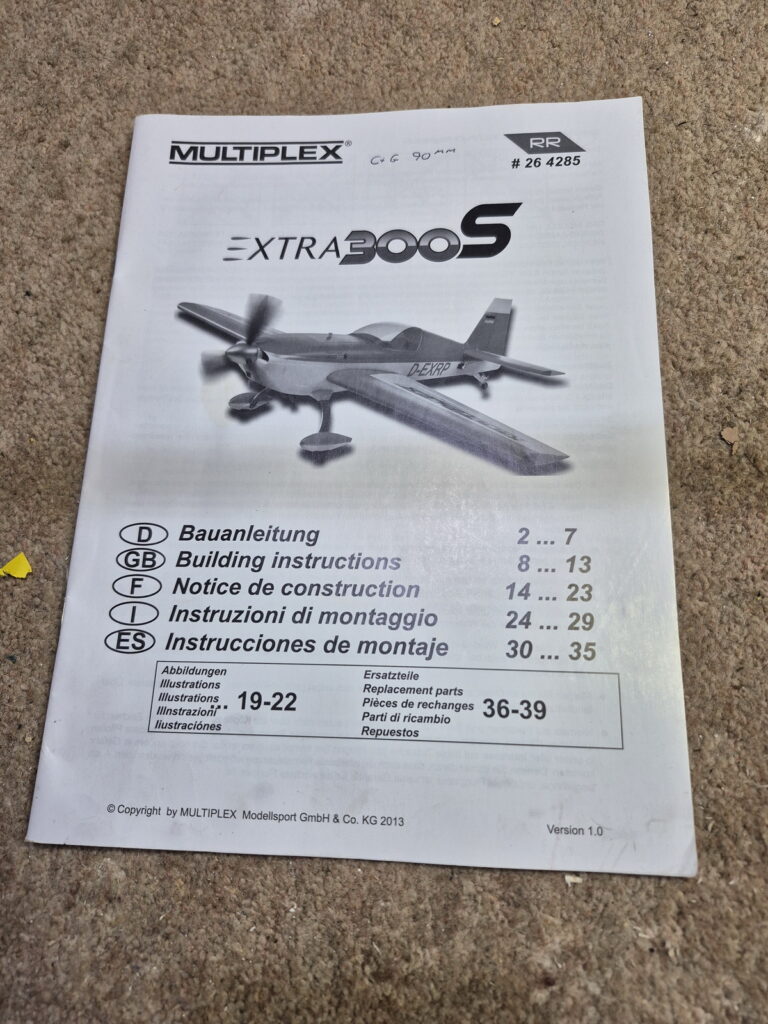 MULTIPLEX®
C+G 90mm
RR
# 26 4285
EXTRA300S
D-EXRP
D Bauanleitung 2 ... 7
GB Building instructions 8 ... 13
F Notice de construction 14 ... 23
I Instruzioni di montaggio 24 ... 29
ES Instrucciones de montaje 30 ... 35
Abbildungen
Illustrations
Illustrations
Illnstrazioni
Iiustraciónes
... 19-22
Ersatzteile
Replacement parts
Pièces de rechanges
Parti di ricambio
Repuestos
36-39
© Copyright by MULTIPLEX Modellsport GmbH & Co. KG 2013
Version 1.0